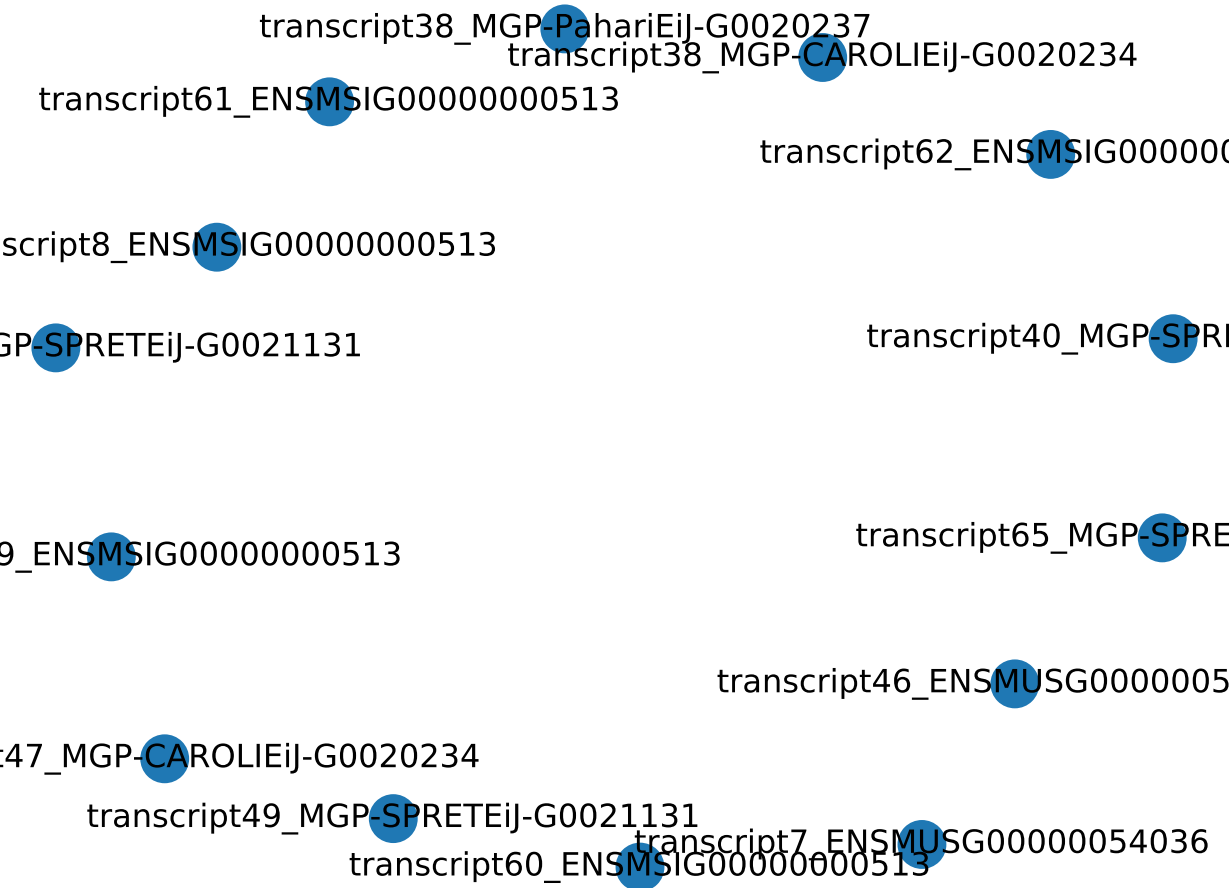 transcript38_MGP-PahariEiJ-G0020237
transcript38_MGP-CAROLIEiJ-G0020234
transcript61_ENSMSIG00000000513
transcript62_ENSMSIG000000
script8_ENSMSIG00000000513
transcript40_MGP-SPR
GP-SPRETEiJ-G0021131
transcript65_MGP-SPRE
9_ENSMSIG00000000513
transcript46_ENSMUSG0000005
t47_MGP-CAROLIEiJ-G0020234
transcript49_MGP-SPRETEiJ-G0021131
transcript7_ENSMUSG00000054036
transcript60_ENSMSIG00000000513